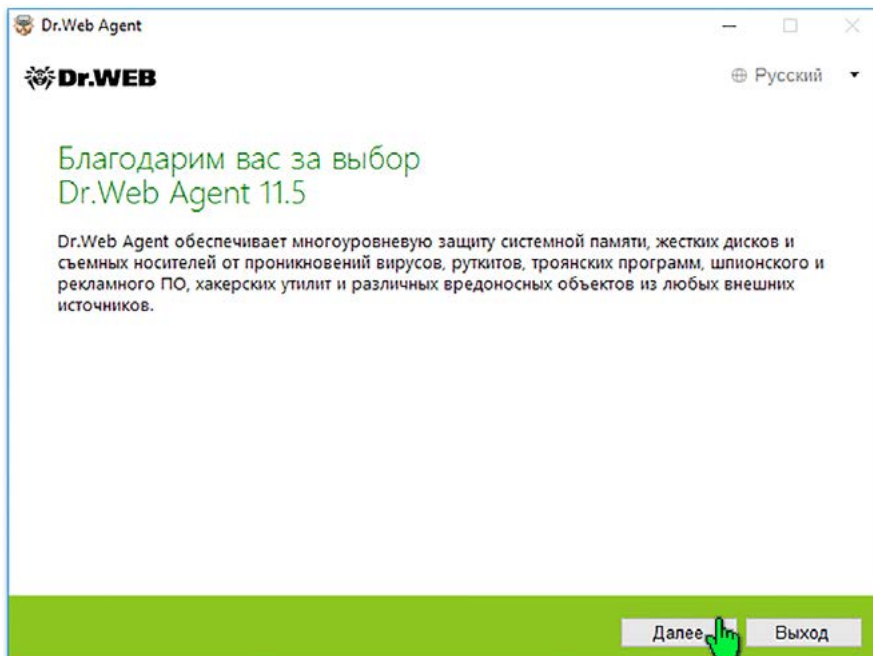 Dr.Web Agent
Dr.WEB
Русский
Благодарим вас за выбор
Dr.Web Agent 11.5
Dr.Web Agent обеспечивает многоуровневую защиту системной памяти, жестких дисков и
съемных носителей от проникновений вирусов, руткитов, троянских программ, шпионского и
рекламного ПО, хакерских утилит и различных вредоносных объектов из любых внешних
источников.
Далее
Выход